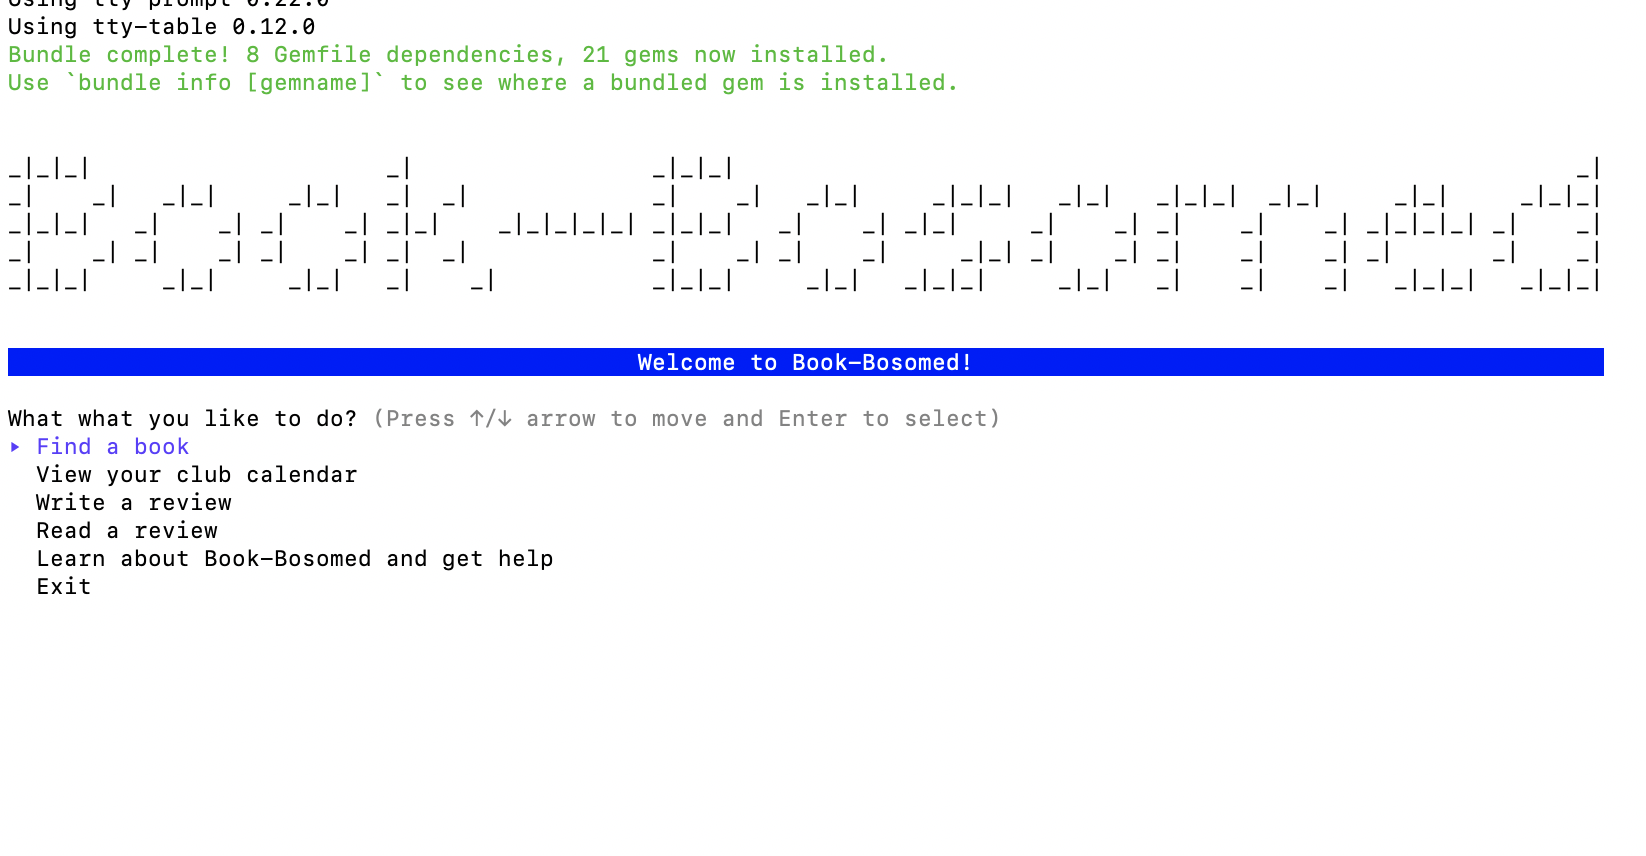 Using tty-prompt 0.22.0
Using tty-table 0.12.0
Bundle complete! 8 Gemfile dependencies, 21 gems now installed.
Use `bundle info [gemname]` to see where a bundled gem is installed.
Book-Bosomed
Welcome to Book-Bosomed!
What what you like to do? (Press ↑/↓ arrow to move and Enter to select)
‣ Find a book
View your club calendar
Write a review
Read a review
Learn about Book-Bosomed and get help
Exit